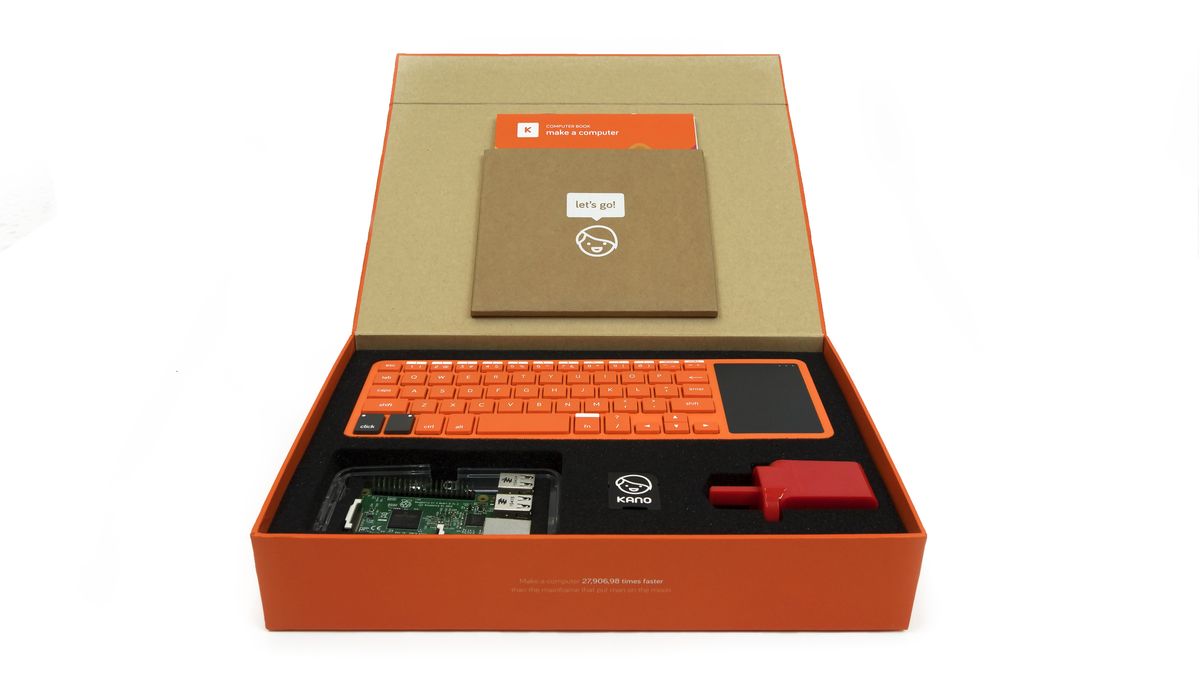 K
COMPUTER BOOK
make a computer
let's go!
esc
tab Q W E R T Y U I O P
caps A S D F G H J K L enter
shift Z X C V B N M shift
click ctrl alt fn ? /
KANO
Make a computer 27,906,98 times faster
than the mainframe that put man on the moon